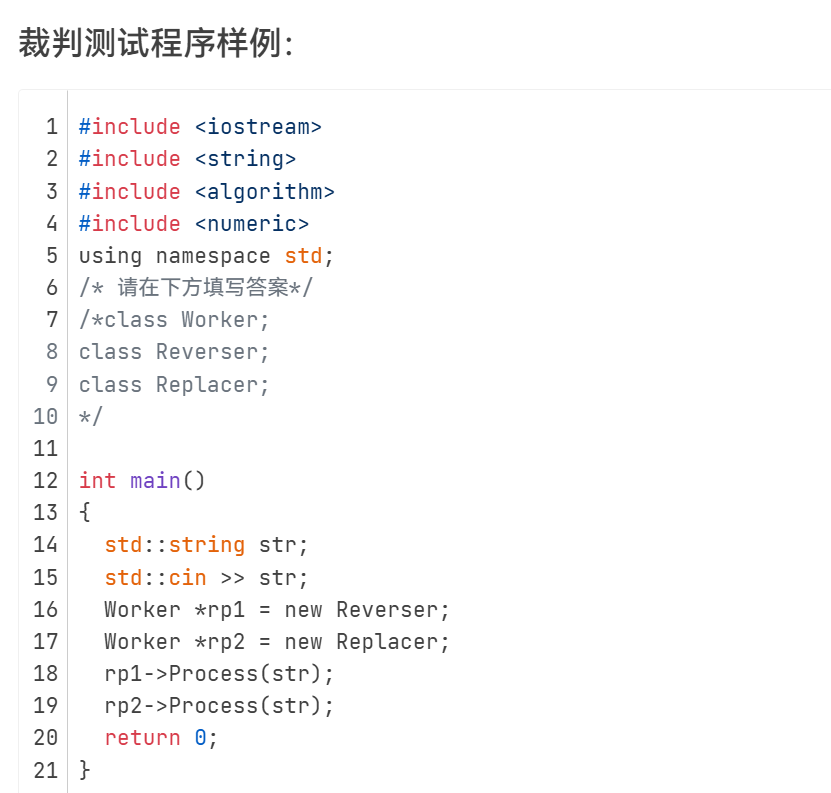 裁判测试程序样例：
1 #include <iostream>
2 #include <string>
3 #include <algorithm>
4 #include <numeric>
5 using namespace std;
6 /* 请在下方填写答案*/
7 /*class Worker;
8 class Reverser;
9 class Replacer;
10 */
11
12 int main()
13 {
14   std::string str;
15   std::cin >> str;
16   Worker *rp1 = new Reverser;
17   Worker *rp2 = new Replacer;
18   rp1->Process(str);
19   rp2->Process(str);
20   return 0;
21 }